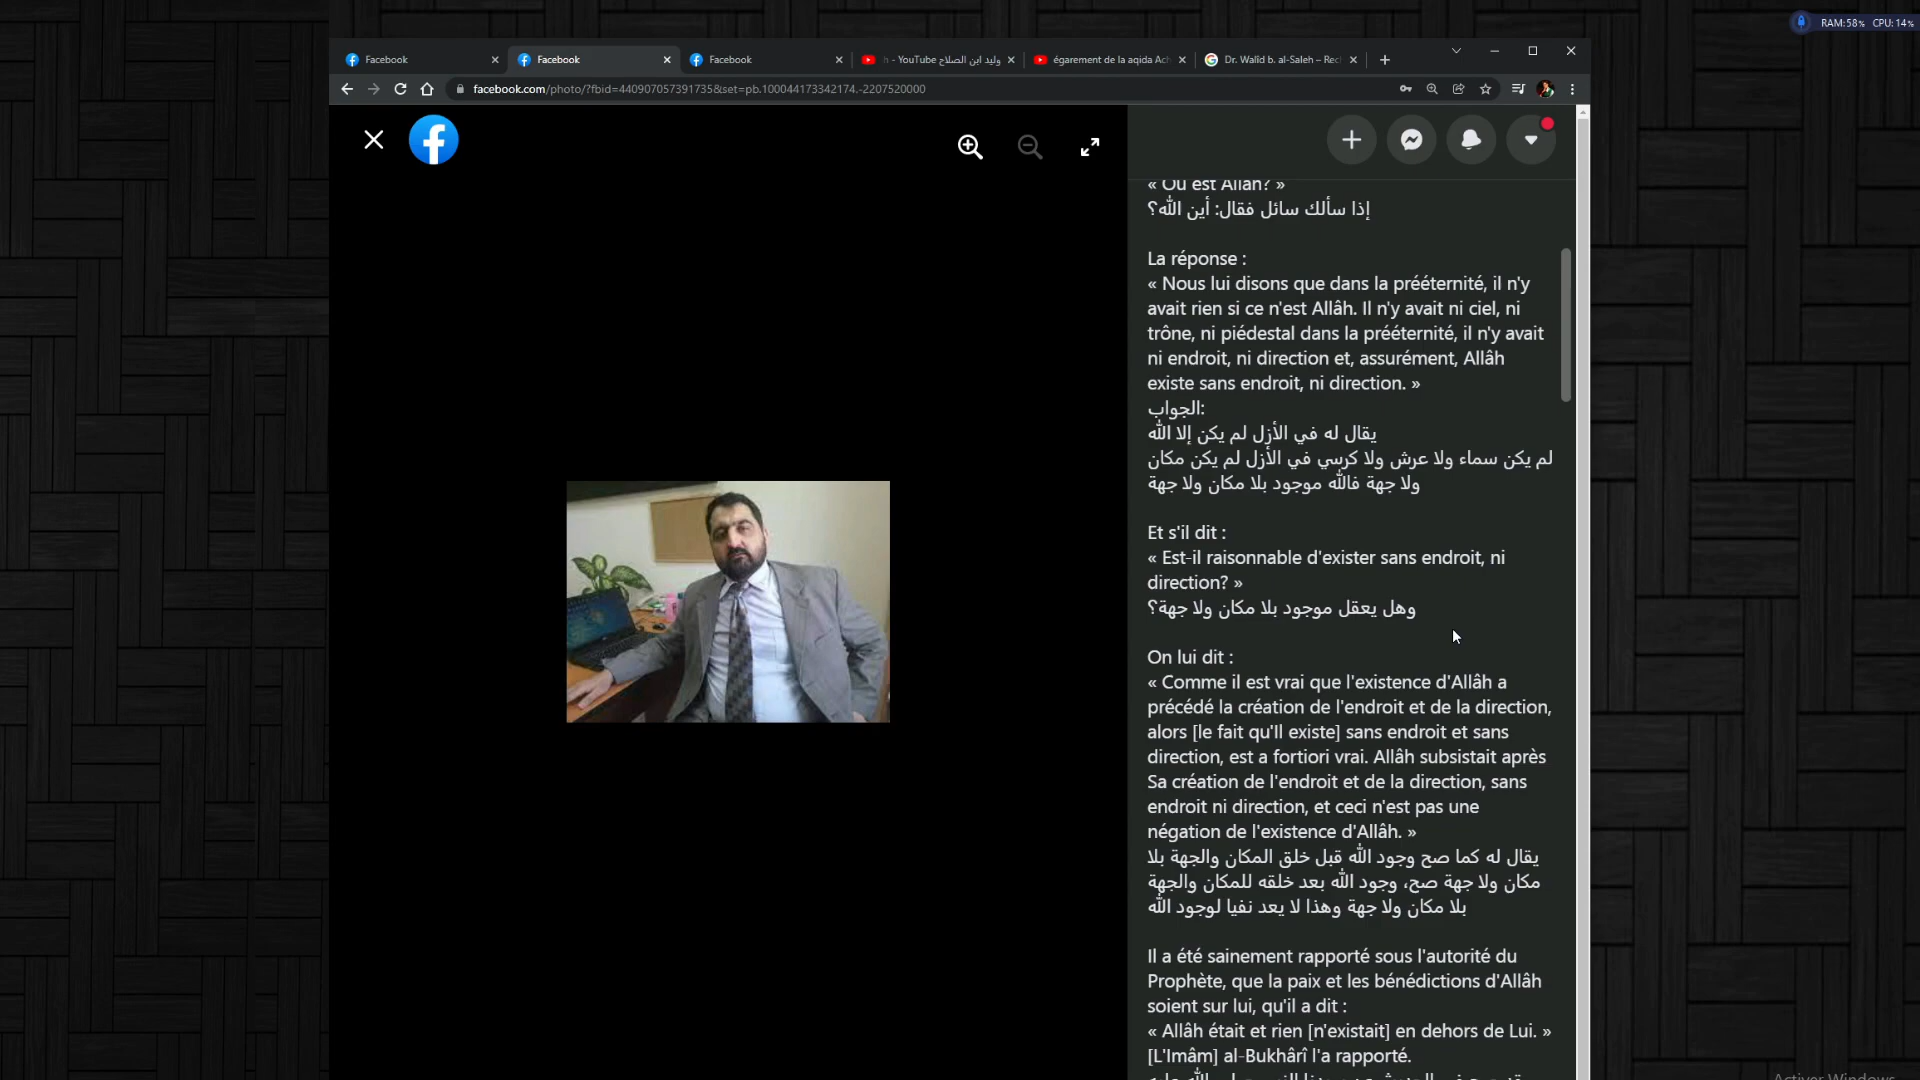 RAM:58% CPU:14%
Facebook
Facebook
Facebook
h - YouTube وليد ابن الصلاح
égarement de la aqida Ach
Dr. Walîd b. al-Saleh – Rec
facebook.com/photo/?fbid=440907057391735&set=pb.100044173342174.-2207520000
« Où est Allâh? »
إذا سألك سائل فقال: أين الله؟
La réponse :
« Nous lui disons que dans la prééternité, il n'y
avait rien si ce n'est Allâh. Il n'y avait ni ciel, ni
trône, ni piédestal dans la prééternité, il n'y avait
ni endroit, ni direction et, assurément, Allâh
existe sans endroit, ni direction. »
الجواب:
يقال له في الأزل لم يكن إلا الله
لم يكن سماء ولا عرش ولا كرسي في الأزل لم يكن مكان
ولا جهة فالله موجود بلا مكان ولا جهة
Et s'il dit :
« Est-il raisonnable d'exister sans endroit, ni
direction? »
وهل يعقل موجود بلا مكان ولا جهة؟
On lui dit :
« Comme il est vrai que l'existence d'Allâh a
précédé la création de l'endroit et de la direction,
alors [le fait qu'Il existe] sans endroit et sans
direction, est a fortiori vrai. Allâh subsistait après
Sa création de l'endroit et de la direction, sans
endroit ni direction, et ceci n'est pas une
négation de l'existence d'Allâh. »
يقال له كما صح وجود الله قبل خلق المكان والجهة بلا
مكان ولا جهة صح، وجود الله بعد خلقه للمكان والجهة
بلا مكان ولا جهة وهذا لا يعد نفيا لوجود الله
Il a été sainement rapporté sous l'autorité du
Prophète, que la paix et les bénédictions d'Allâh
soient sur lui, qu'il a dit :
« Allâh était et rien [n'existait] en dehors de Lui. »
[L'Imâm] al-Bukhârî l'a rapporté.
Activer Windows